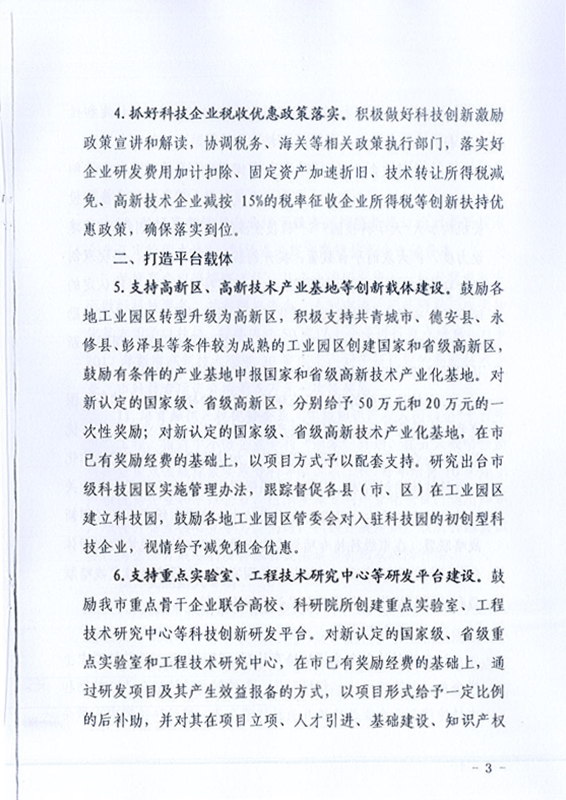 4. 抓好科技企业税收优惠政策落实。积极做好科技创新激励
政策宣讲和解读，协调税务、海关等相关政策执行部门，落实好
企业研发费用加计扣除、固定资产加速折旧、技术转让所得税减
免、高新技术企业减按 15%的税率征收企业所得税等创新扶持优
惠政策，确保落实到位。
二、打造平台载体
5. 支持高新区、高新技术产业基地等创新载体建设。鼓励各
地工业园区转型升级为高新区，积极支持共青城市、德安县、永
修县、彭泽县等条件较为成熟的工业园区创建国家和省级高新区，
鼓励有条件的产业基地申报国家和省级高新技术产业化基地。对
新认定的国家级、省级高新区，分别给予 50 万元和 20 万元的一
次性奖励；对新认定的国家级、省级高新技术产业化基地，在市
已有奖励经费的基础上，以项目方式予以配套支持。研究出台市
级科技园区实施管理办法，跟踪督促各县（市、区）在工业园区
建立科技园，鼓励各地工业园区管委会对入驻科技园的初创型科
技企业，视情给予减免租金优惠。
6. 支持重点实验室、工程技术研究中心等研发平台建设。鼓
励我市重点骨干企业联合高校、科研院所创建重点实验室、工程
技术研究中心等科技创新研发平台。对新认定的国家级、省级重
点实验室和工程技术研究中心，在市已有奖励经费的基础上，通
过研发项目及其产生效益报备的方式，以项目形式给予一定比例
的后补助，并对其在项目立项、人才引进、基础建设、知识产权
- 3 -